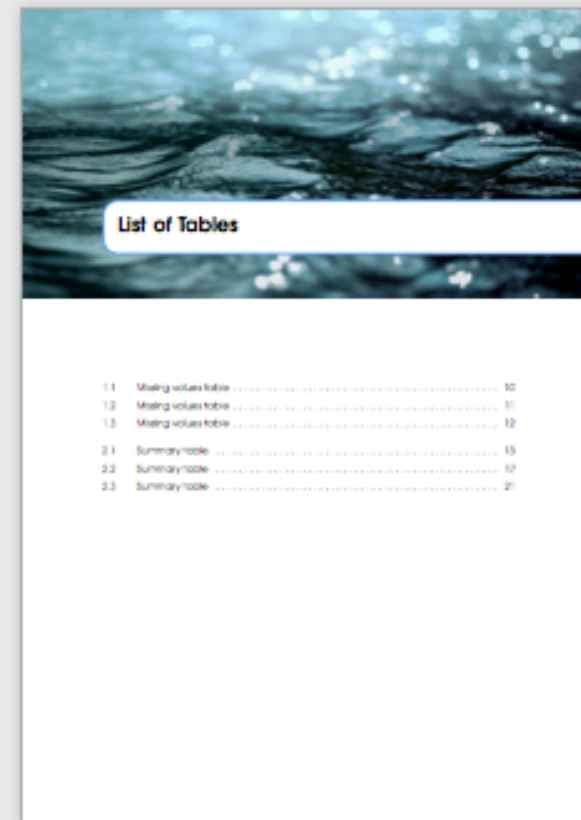 List of Tables
1.1 Missing values table 10
1.2 Missing values table 11
1.3 Missing values table 12
2.1 Summary table
2.2 Summary table 17
2.3 Summary table 21